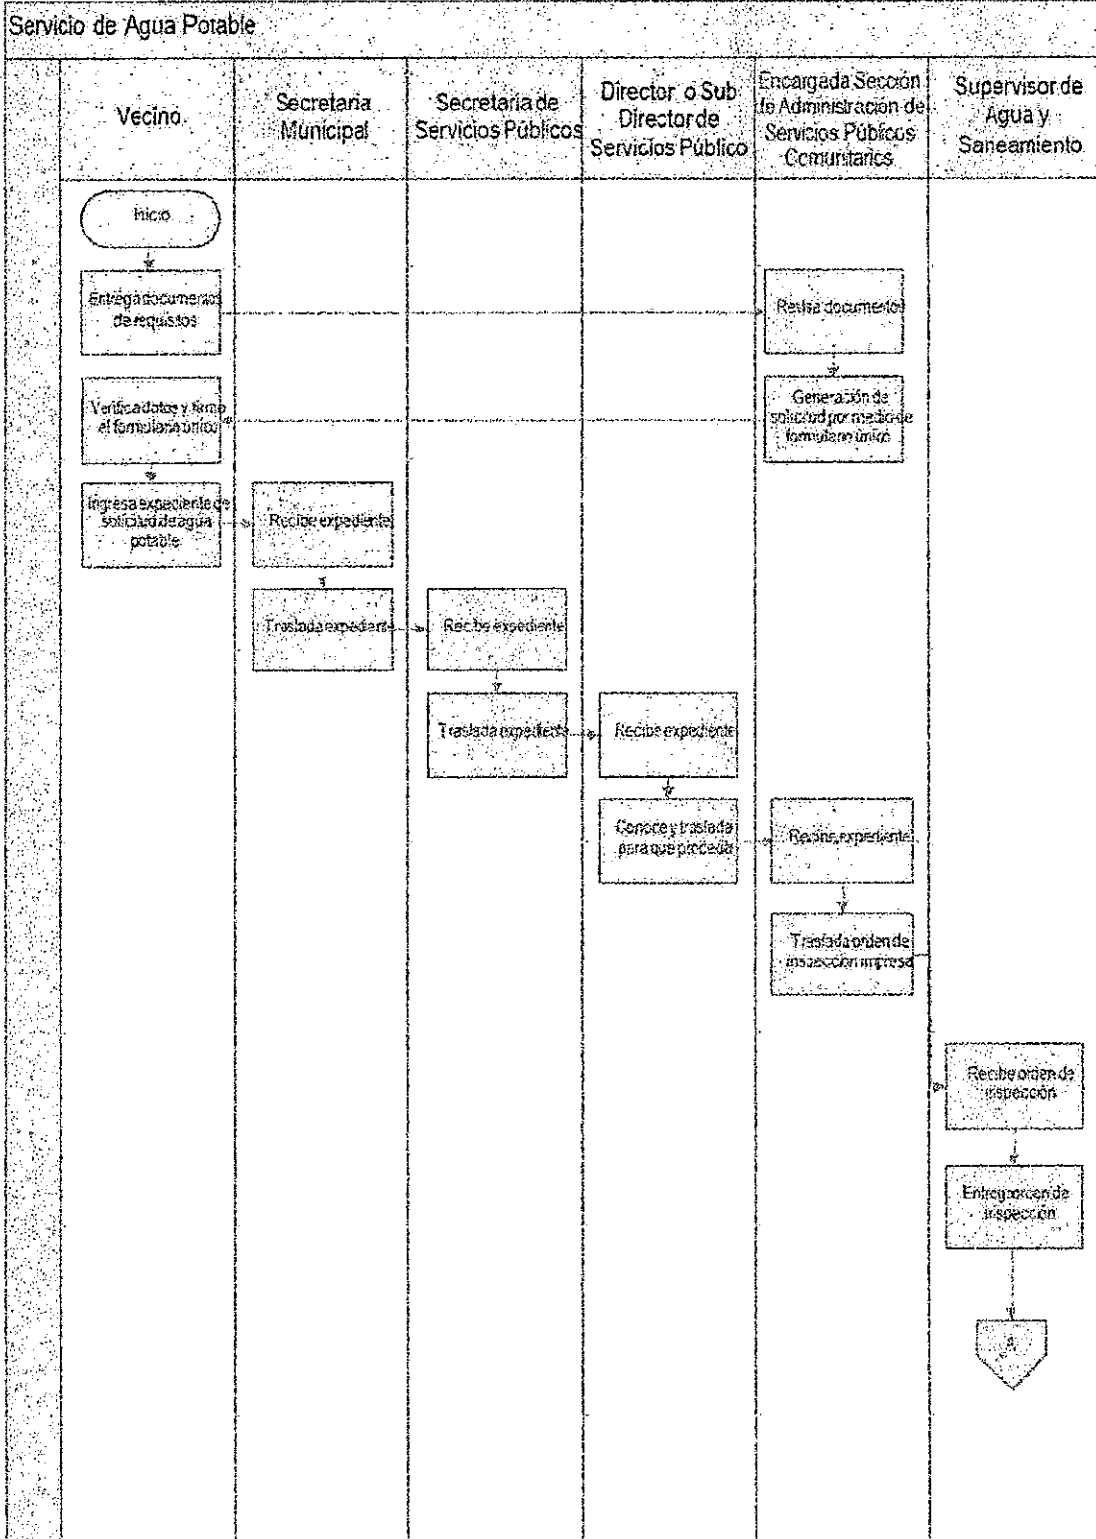 Servicio de Agua Potable
Vecino
Secretaria
Municipal
Secretaria de
Servicios Públicos
Director o Sub
Director de
Servicios Público
Encargada Sección
de Administración de
Servicios Públicos
Comunitarios
Supervisor de
Agua y
Saneamiento
Inicio
Entrega documentos
de requisitos
Revisa documentos
Verifica datos y firma
el formulario único
Generación de
solicitud por medio de
formulario único
Ingresa expediente de
solicitud de agua
potable
Recibe expediente
Traslada expediente
Recibe expediente
Traslada expediente
Recibe expediente
Conoce y traslada
para que proceda
Recibe expediente
Traslada orden de
inspección impresa
Recibe orden de
inspección
Entrega orden de
inspección
A